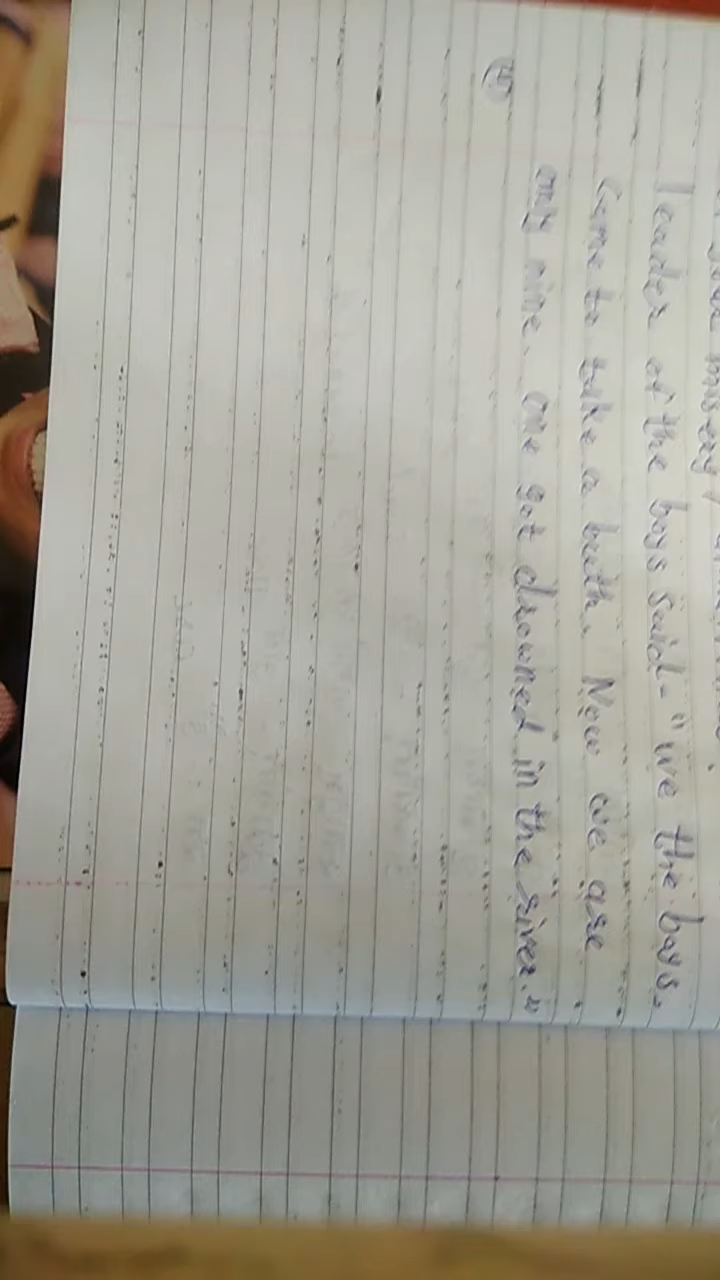 leader of the boys said- "we the boys.
Came to take a bath. Now we are
only nine. one got drowned in the river."